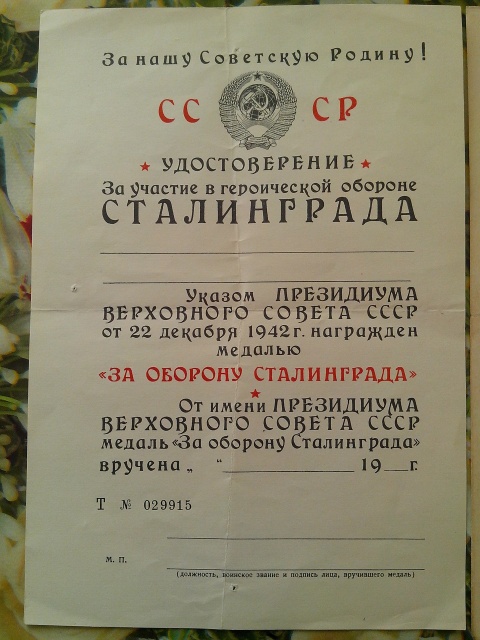 За нашу Советскую Родину!
СС СР
УДОСТОВЕРЕНИЕ
За участие в героической обороне
СТАЛИНГРАДА
Указом ПРЕЗИДИУМА
ВЕРХОВНОГО СОВЕТА СССР
от 22 декабря 1942 г. награжден
медалью
«ЗА ОБОРОНУ СТАЛИНГРАДА»
От имени ПРЕЗИДИУМА
ВЕРХОВНОГО СОВЕТА СССР
медаль «За оборону Сталинграда»
вручена „ “ ____________ 19__г.
Т № 029915
М. П.
(должность, воинское звание и подпись лица, вручившего медаль)